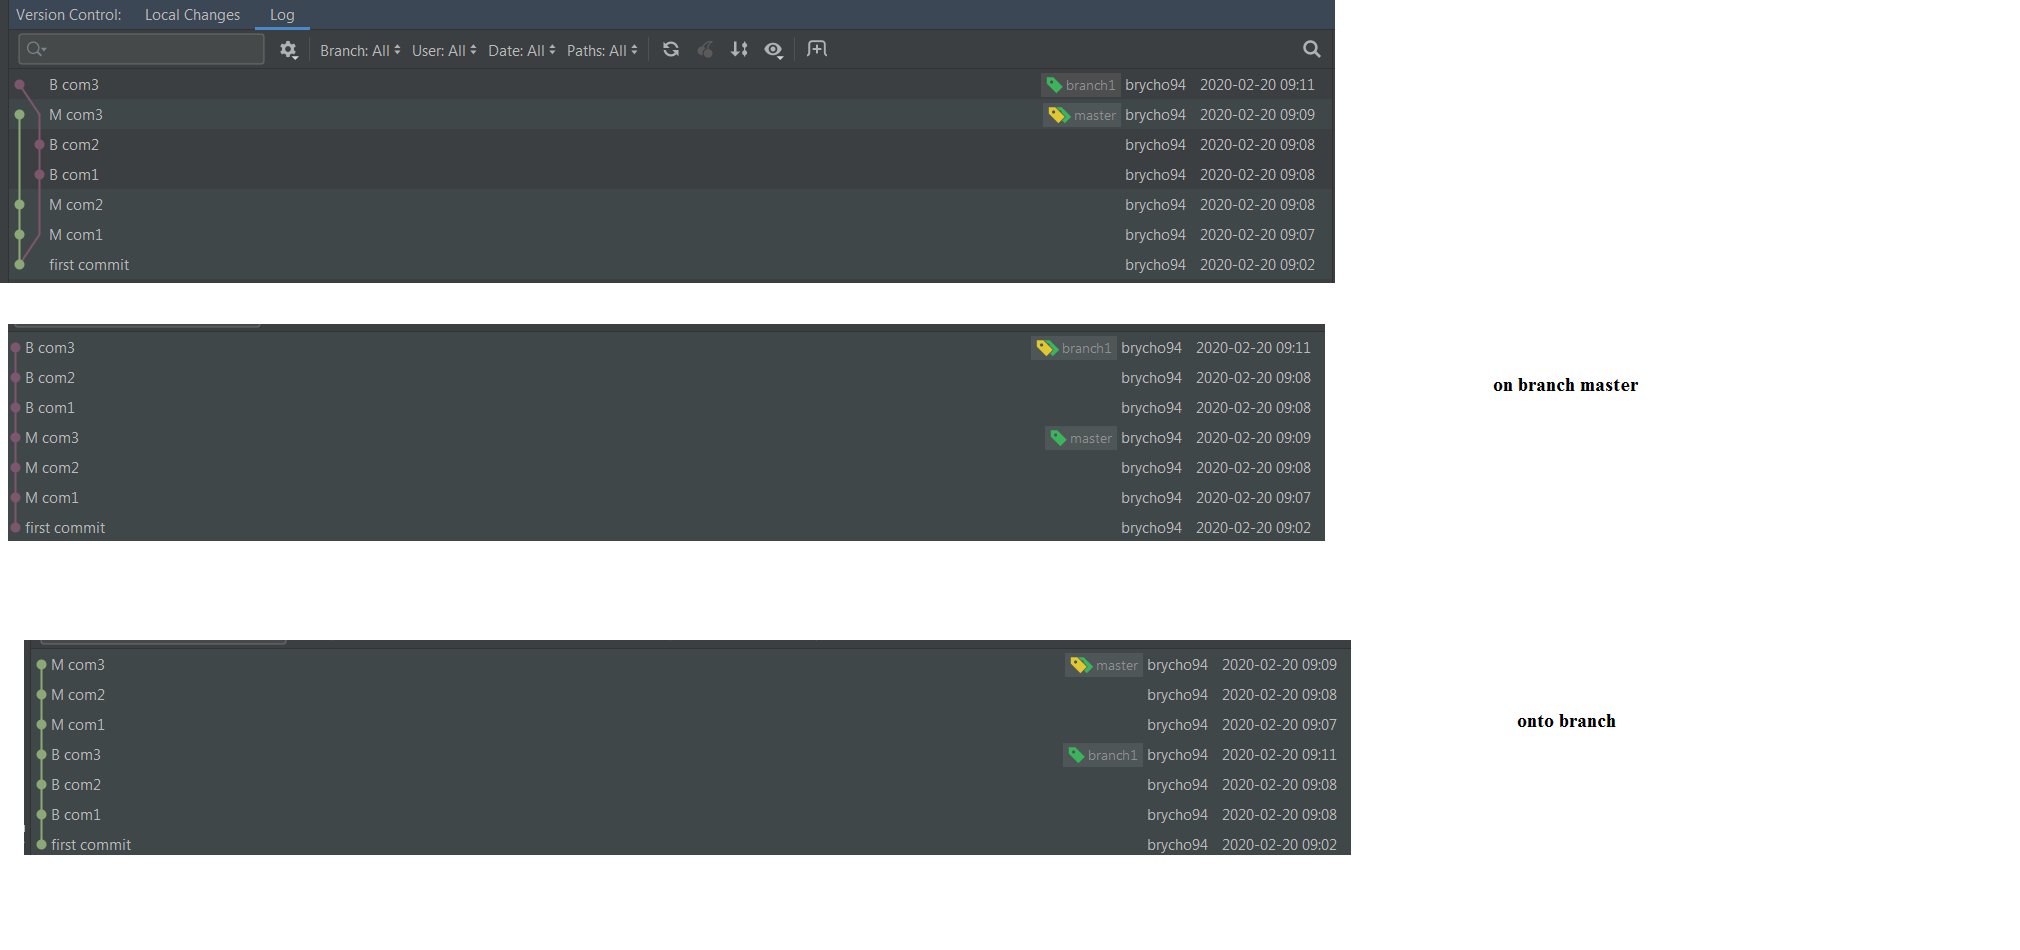 Version Control: Local Changes Log
Branch: All User: All Date: All Paths: All
B com3 branch1 brycho94 2020-02-20 09:11
M com3 master brycho94 2020-02-20 09:09
B com2 brycho94 2020-02-20 09:08
B com1 brycho94 2020-02-20 09:08
M com2 brycho94 2020-02-20 09:08
M com1 brycho94 2020-02-20 09:07
first commit brycho94 2020-02-20 09:02
B com3 branch1 brycho94 2020-02-20 09:11
B com2 brycho94 2020-02-20 09:08
on branch master
B com1 brycho94 2020-02-20 09:08
M com3 master brycho94 2020-02-20 09:09
M com2 brycho94 2020-02-20 09:08
M com1 brycho94 2020-02-20 09:07
first commit brycho94 2020-02-20 09:02
M com3 master brycho94 2020-02-20 09:09
M com2 brycho94 2020-02-20 09:08
M com1 brycho94 2020-02-20 09:07
onto branch
B com3 branch1 brycho94 2020-02-20 09:11
B com2 brycho94 2020-02-20 09:08
B com1 brycho94 2020-02-20 09:08
first commit brycho94 2020-02-20 09:02